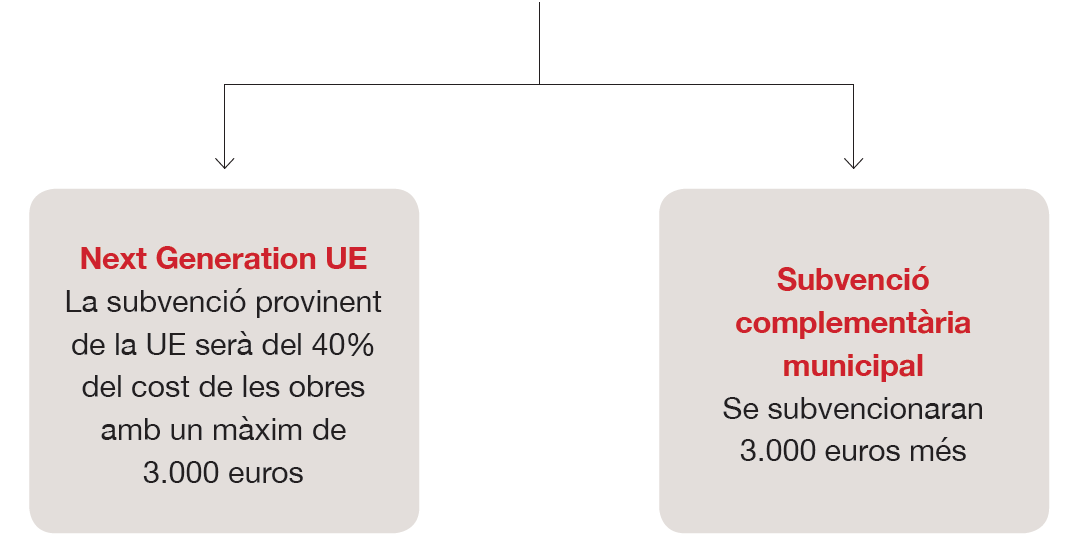 Next Generation UE
La subvenció provinent
de la UE serà del 40%
del cost de les obres
amb un màxim de
3.000 euros
Subvenció
complementària
municipal
Se subvencionaran
3.000 euros més